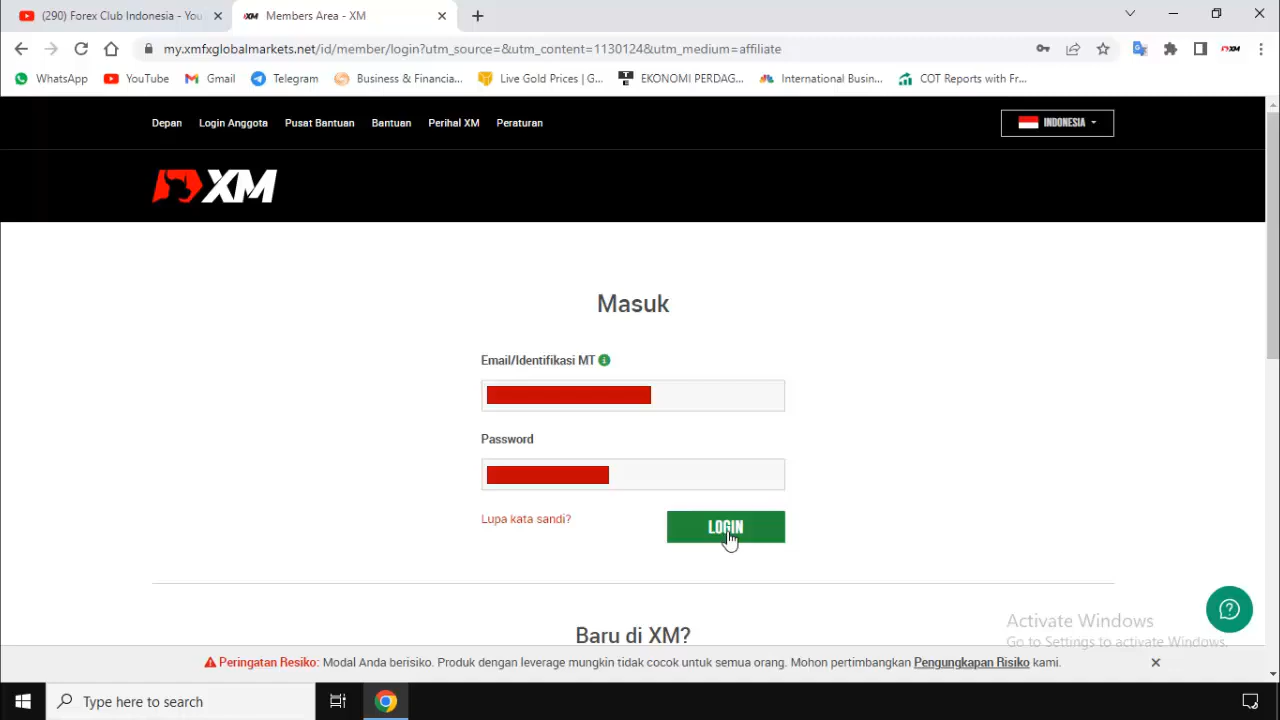 (290) Forex Club Indonesia - You
Members Area - XM
my.xmfxglobalmarkets.net/id/member/login?utm_source=&utm_content=1130124&utm_medium=affiliate
WhatsApp YouTube Gmail Telegram Business & Financia... Live Gold Prices | G... EKONOMI PERDAG... International Busin... COT Reports with Fr...
Depan Login Anggota Pusat Bantuan Bantuan Perihal XM Peraturan INDONESIA
XM
Masuk
Email/Identifikasi MT
Password
Lupa kata sandi? LOGIN
Baru di XM?
Activate Windows
Go to Settings to activate Windows.
Peringatan Resiko: Modal Anda berisiko. Produk dengan leverage mungkin tidak cocok untuk semua orang. Mohon pertimbangkan Pengungkapan Risiko kami.
Type here to search